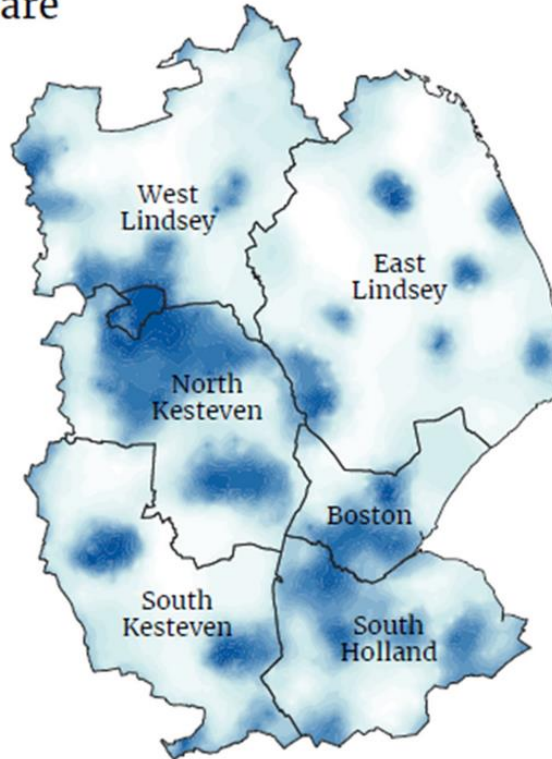 are
West
Lindsey
East
Lindsey
North
Kesteven
Boston
South
Kesteven
South
Holland